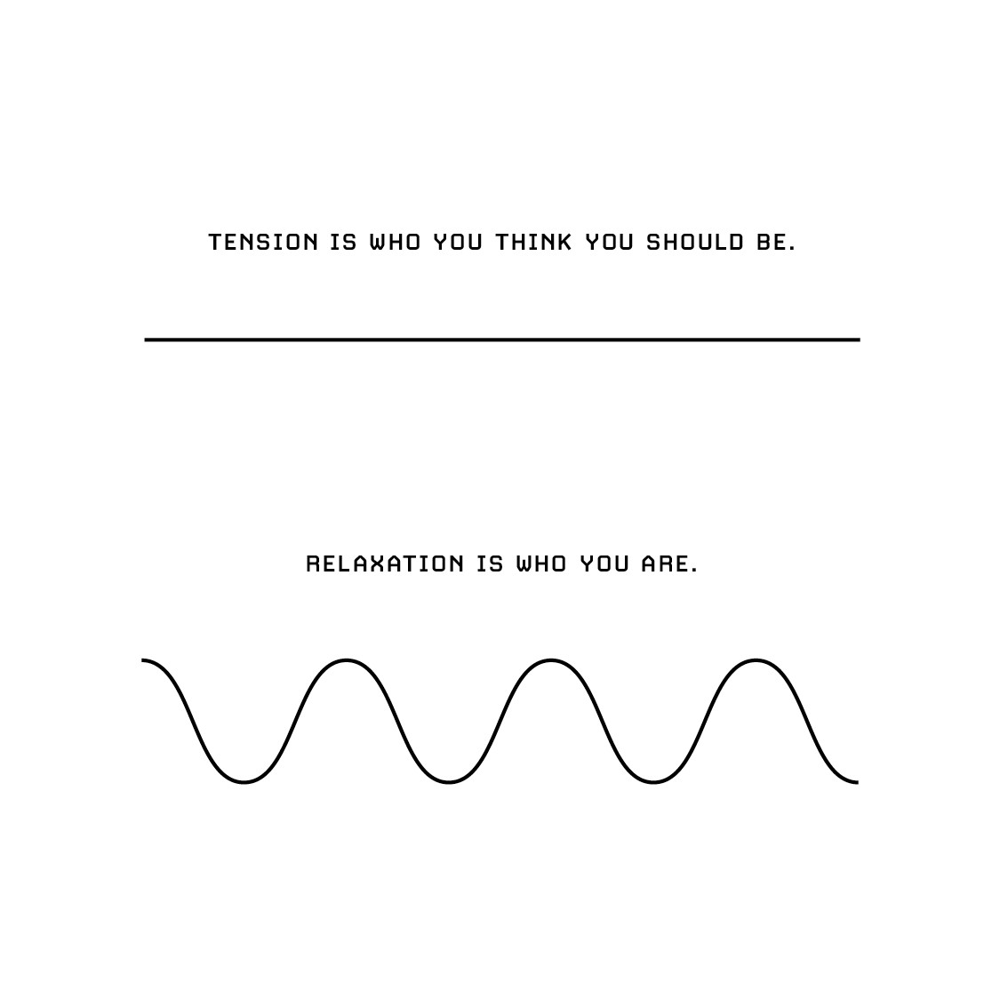 TENSION IS WHO YOU THINK YOU SHOULD BE.
RELAXATION IS WHO YOU ARE.